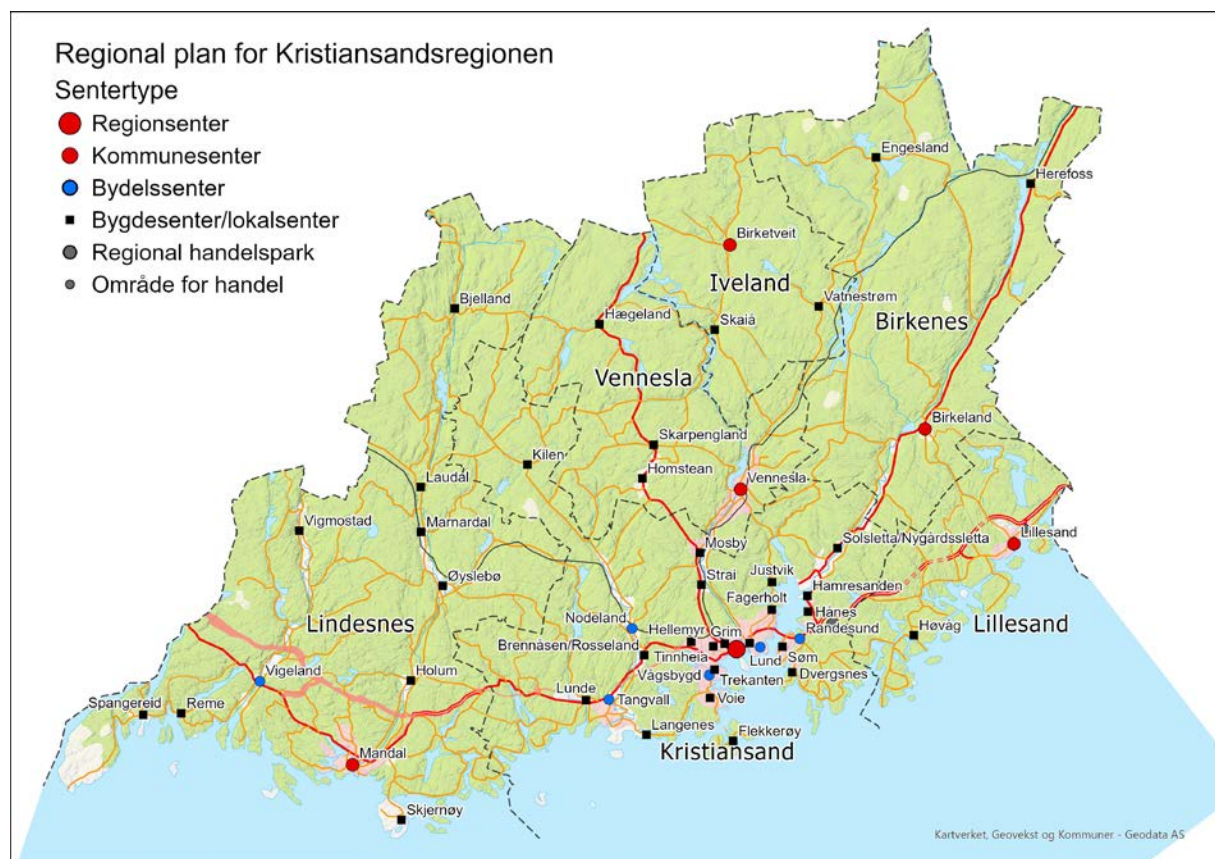 Regional plan for Kristiansandsregionen
Sentertype
Regionsenter
Kommunesenter
Bydelssenter
Bygdesenter/lokalsenter
Regional handelspark
Område for handel
Engesland
Herefoss
Birketveit
Iveland
Bjelland
Vatnestrøm
Hægeland
Skaiå
Birkenes
Vennesla
Birkeland
Skarpengland
Kilen
Homstean
Laudal
Vennesla
Vigmostad
Marnardal
Lillesand
Mosby
Solsletta/Nygårdssletta
Øyslebø
Strai
Justvik
Hamresanden
Fagerholt
Hånes
Lindesnes
Nodeland
Hellemyr
Grim
Randesund
Høvåg
Lillesand
Brennåsen/Rosseland
Tinnheia
Lund
Søm
Vigeland
Holum
Vågsbygd
Trekanten
Dvergsnes
Lunde
Tangvall
Voie
Spangereid
Reme
Langenes
Flekkerøy
Kristiansand
Mandal
Skjernøy
Kartverket, Geovekst og Kommuner - Geodata AS